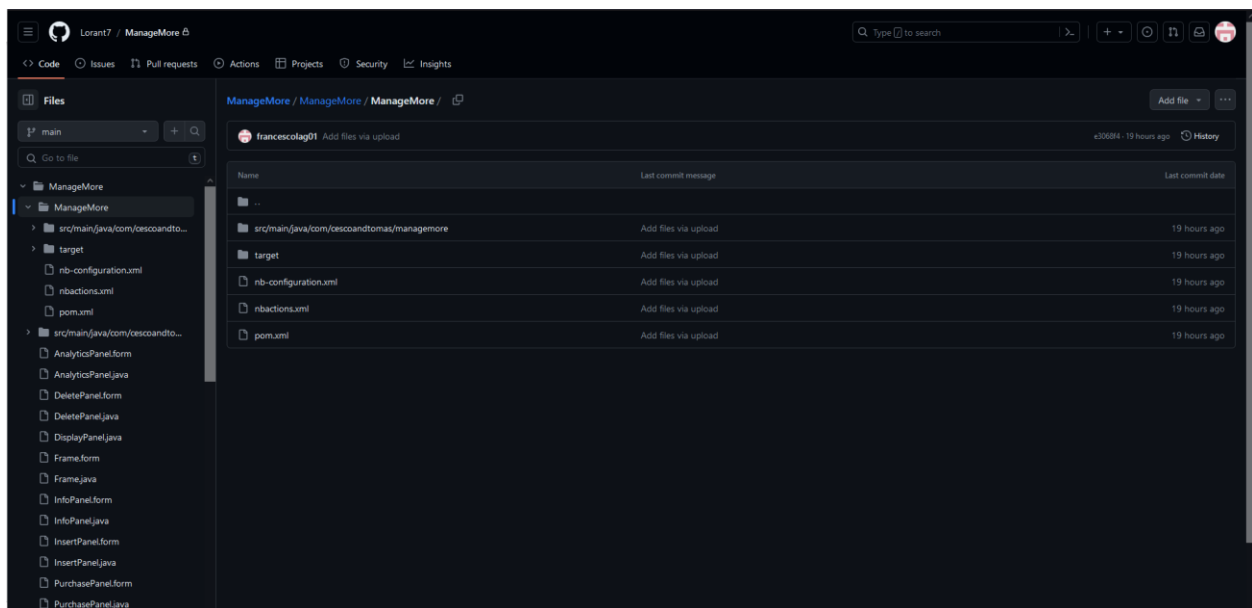 Lorant7 / ManageMore
Type / to search
Code Issues Pull requests Actions Projects Security Insights
Files
main
Go to file t
ManageMore
ManageMore
src/main/java/com/cescoandto...
target
nb-configuration.xml
nbactions.xml
pom.xml
src/main/java/com/cescoandto...
AnalyticsPanel.form
AnalyticsPanel.java
DeletePanel.form
DeletePanel.java
DisplayPanel.java
Frame.form
Frame.java
InfoPanel.form
InfoPanel.java
InsertPanel.form
InsertPanel.java
PurchasePanel.form
PurchasePanel.java
ManageMore / ManageMore / ManageMore /
Add file
francescolag01 Add files via upload
e3068f4 · 19 hours ago History
Name Last commit message Last commit date
..
src/main/java/com/cescoandtomas/managemore Add files via upload 19 hours ago
target Add files via upload 19 hours ago
nb-configuration.xml Add files via upload 19 hours ago
nbactions.xml Add files via upload 19 hours ago
pom.xml Add files via upload 19 hours ago